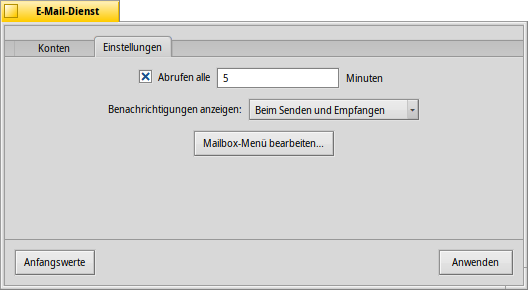 E-Mail-Dienst
Konten Einstellungen
Abrufen alle 5 Minuten
Benachrichtigungen anzeigen: Beim Senden und Empfangen
Mailbox-Menü bearbeiten...
Anfangswerte Anwenden